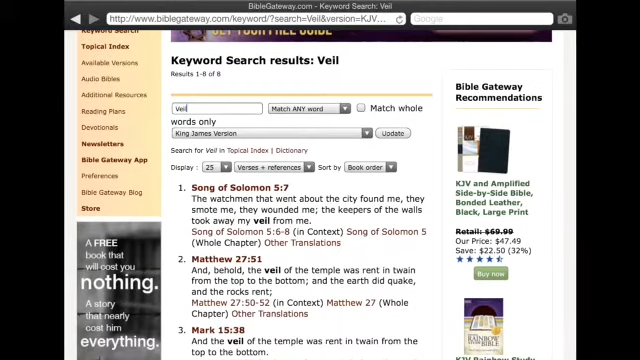 BibleGateway.com - Keyword Search: Veil
http://www.biblegateway.com/keyword/?search=Veil&version=KJV
Google
GET YOUR FREE GUIDE
Keyword Search
Topical Index
Available Versions
Audio Bibles
Additional Resources
Reading Plans
Devotionals
Newsletters
Bible Gateway App
Preferences
Bible Gateway Blog
Store
A FREE
book that
will cost you
nothing.
A story
that nearly
cost him
everything.
Keyword Search results: Veil
Results 1-8 of 8
Veil
Match ANY word
Match whole
words only
King James Version
Update
Search for Veil in Topical Index | Dictionary
Display : 25 Verses + references Sort by Book order
1. Song of Solomon 5:7
The watchmen that went about the city found me, they
smote me, they wounded me; the keepers of the walls
took away my veil from me.
Song of Solomon 5:6-8 (in Context) Song of Solomon 5
(Whole Chapter) Other Translations
2. Matthew 27:51
And, behold, the veil of the temple was rent in twain
from the top to the bottom; and the earth did quake,
and the rocks rent;
Matthew 27:50-52 (in Context) Matthew 27 (Whole
Chapter) Other Translations
3. Mark 15:38
And the veil of the temple was rent in twain from the
top to the bottom.
Bible Gateway
Recommendations
KJV and Amplified
Side-by-Side Bible,
Bonded Leather,
Black, Large Print
Retail: $69.99
Our Price: $47.49
Save: $22.50 (32%)
Buy now
RAINBOW
STUDY BIBLE
KJV Rainbow Study